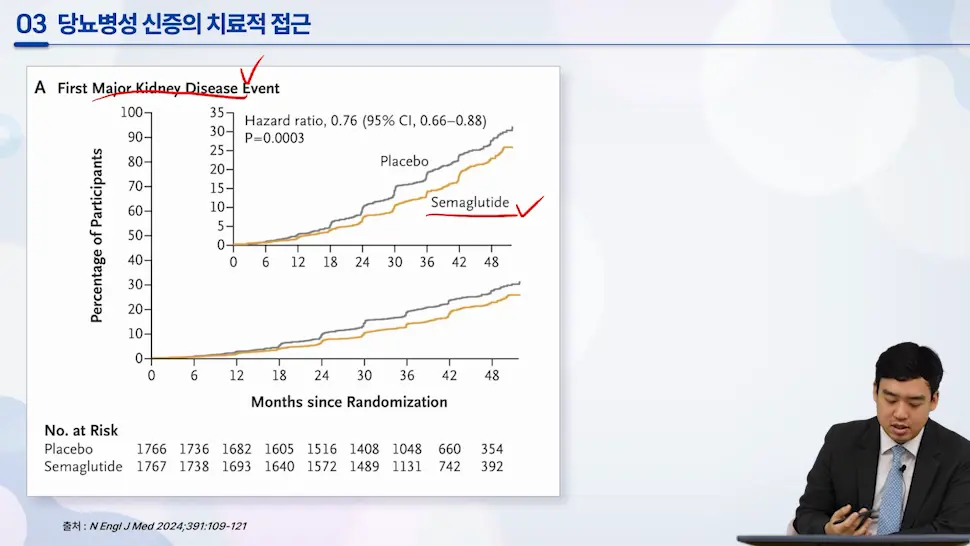 03 당뇨병성 신증의 치료적 접근
A First Major Kidney Disease Event
Percentage of Participants
100
90
80
70
60
50
40
30
20
10
0
35
30
25
20
15
10
5
0
Hazard ratio, 0.76 (95% CI, 0.66–0.88)
P=0.0003
Placebo
Semaglutide
0 6 12 18 24 30 36 42 48
0 6 12 18 24 30 36 42 48
Months since Randomization
No. at Risk
Placebo 1766 1736 1682 1605 1516 1408 1048 660 354
Semaglutide 1767 1738 1693 1640 1572 1489 1131 742 392
출처 : N Engl J Med 2024;391:109-121